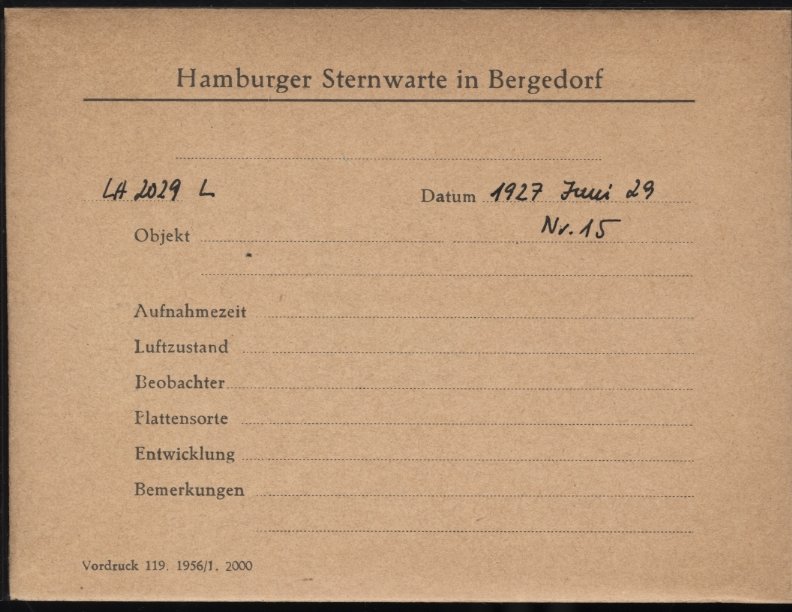 Hamburger Sternwarte in Bergedorf
LA 2029 L Datum 1927 Juni 29
Objekt Nr. 15
Aufnahmezeit
Luftzustand
Beobachter
Plattensorte
Entwicklung
Bemerkungen
Vordruck 119. 1956/1. 2000